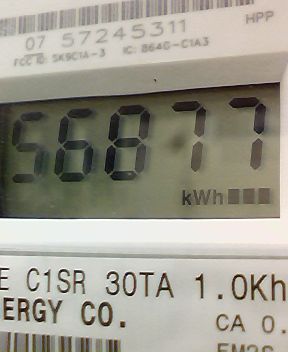 HPP
07 57245311
FCC ID: SK9C1A-3 IC: 864G-C1A3
56877
kWh
E C1SR 30TA 1.0Kh
ERGY CO.
CA 0.